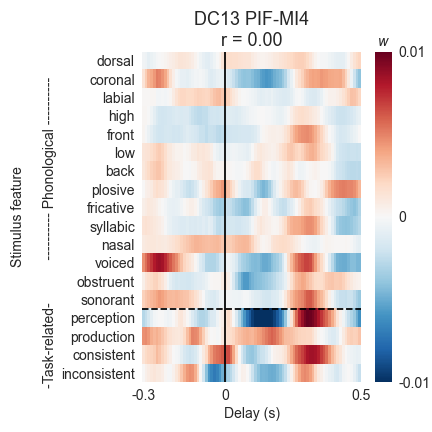 DC13 PIF-MI4
r = 0.00
w
dorsal
coronal
labial
high
front
low
back
plosive
fricative
syllabic
nasal
voiced
obstruent
sonorant
perception
production
consistent
inconsistent
Stimulus feature
-Task-related- ---------- Phonological ----------
-0.3
0
0.5
Delay (s)
0.01
0
-0.01